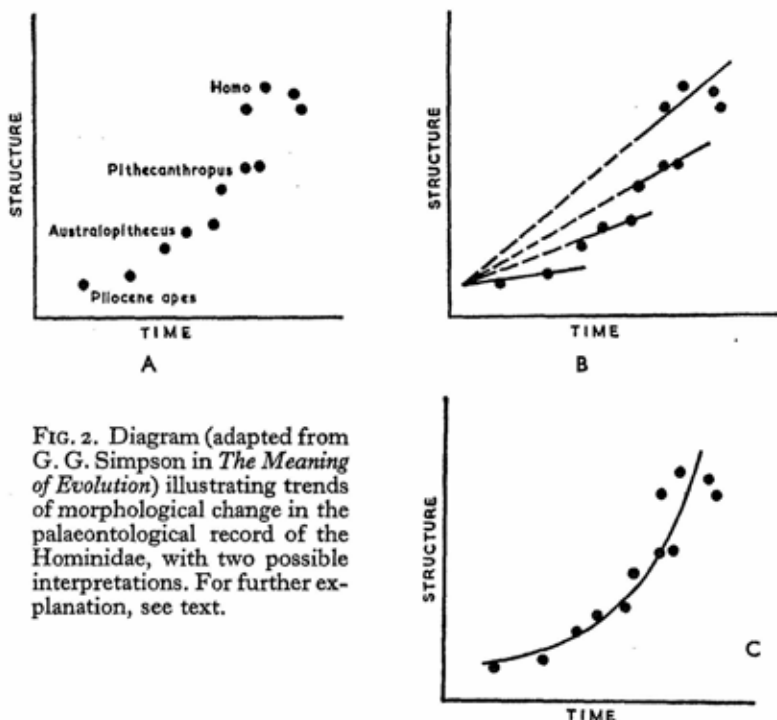 STRUCTURE
Homo
Pithecanthropus
Australopithecus
Pliocene apes
TIME
A
STRUCTURE
TIME
B
FIG. 2. Diagram (adapted from
G. G. Simpson in The Meaning
of Evolution) illustrating trends
of morphological change in the
palaeontological record of the
Hominidae, with two possible
interpretations. For further ex-
planation, see text.
STRUCTURE
C
TIME